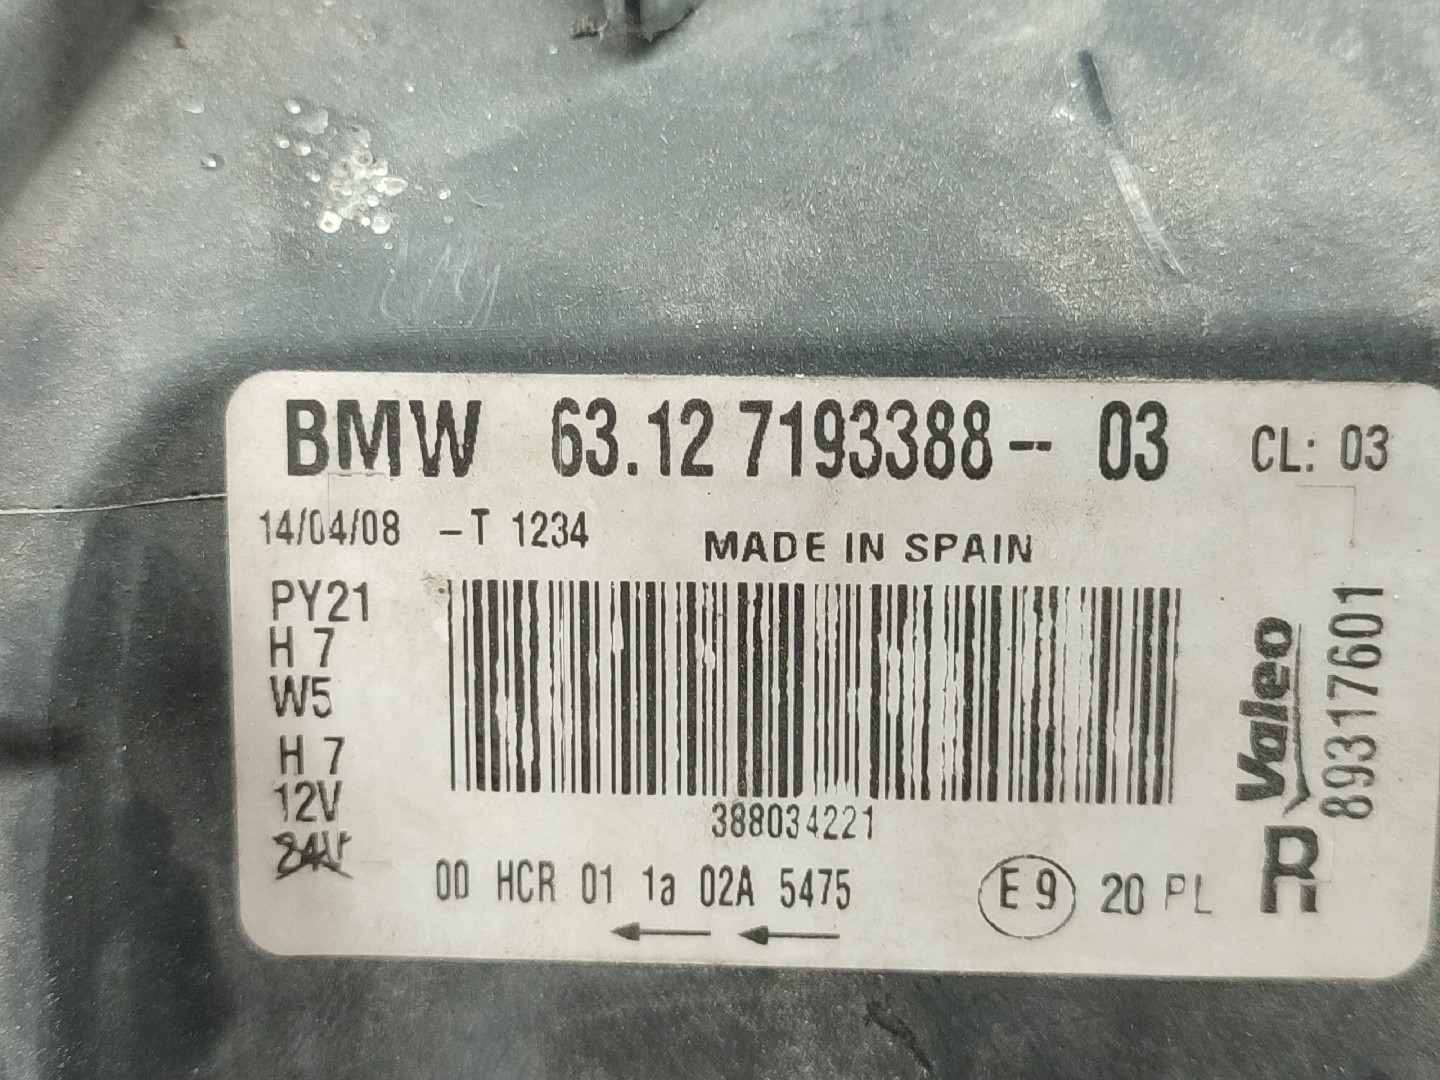 BMW 63.12 7193388-- 03 CL: 03
14/04/08 -T 1234
MADE IN SPAIN
PY21
H 7
W5
H 7
12V
24V
388034221
00 HCR 01 1a 02A 5475
E 9 20 PL
Valeo
89317601
R